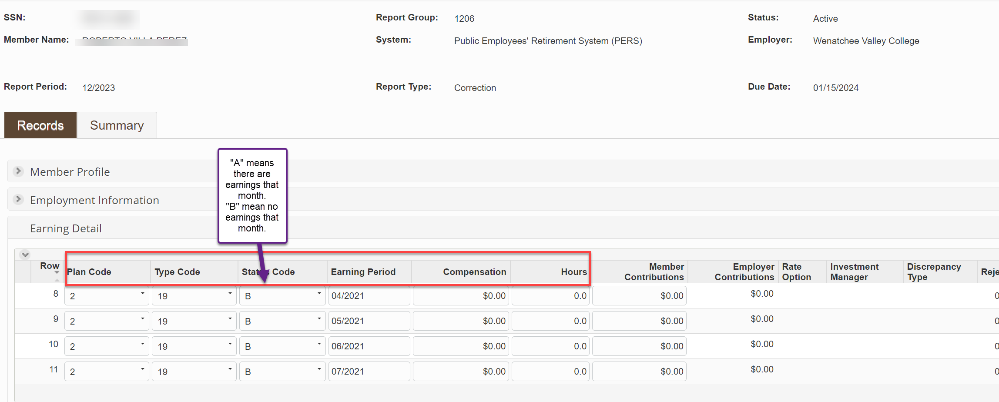 SSN:
Report Group: 1206
Status: Active
Member Name:
System: Public Employees' Retirement System (PERS)
Employer: Wenatchee Valley College
Report Period: 12/2023
Report Type: Correction
Due Date: 01/15/2024
Records
Summary
"A" means
there are
earnings that
month.
"B" mean no
earnings that
month.
Member Profile
Employment Information
Earning Detail
Row Plan Code Type Code Status Code Earning Period Compensation Hours Member Contributions Employer Contributions Rate Option Investment Manager Discrepancy Type
8 2 19 B 04/2021 $0.00 0.0 $0.00 $0.00 0
9 2 19 B 05/2021 $0.00 0.0 $0.00 $0.00 0
10 2 19 B 06/2021 $0.00 0.0 $0.00 $0.00 0
11 2 19 B 07/2021 $0.00 0.0 $0.00 $0.00 0